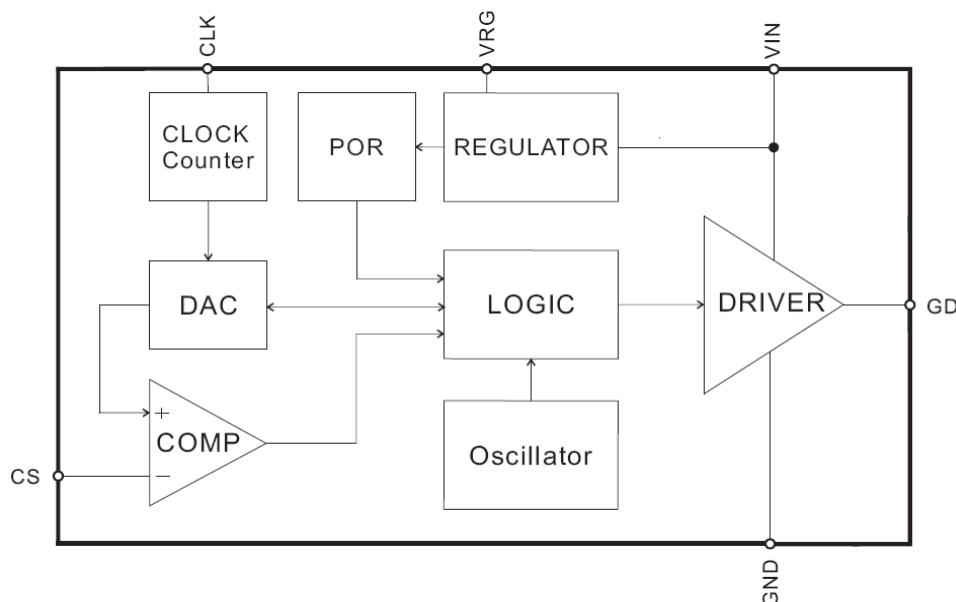 CLK
VRG
VIN
CLOCK
Counter
POR
REGULATOR
DAC
LOGIC
DRIVER
GD
+
COMP
−
CS
Oscillator
GND